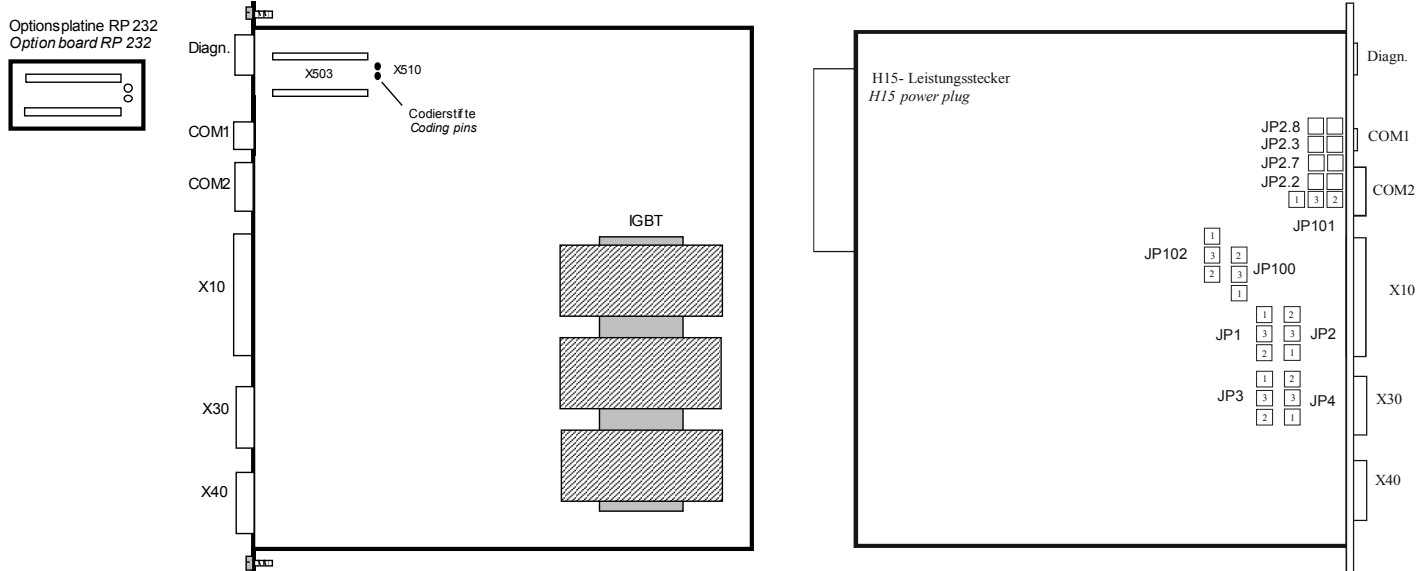 Optionsplatine RP 232
Option board RP 232
Diagn.
X503
X510
Codierstifte
Coding pins
COM1
COM2
IGBT
X10
X30
X40
H15- Leistungsstecker
H15 power plug
Diagn.
JP2.8
JP2.3
JP2.7
JP2.2
1 3 2
JP101
COM1
COM2
JP102
1
3
2
2
3
1
JP100
X10
JP1
1
3
2
2
3
1
JP2
JP3
1
3
2
2
3
1
JP4
X30
X40